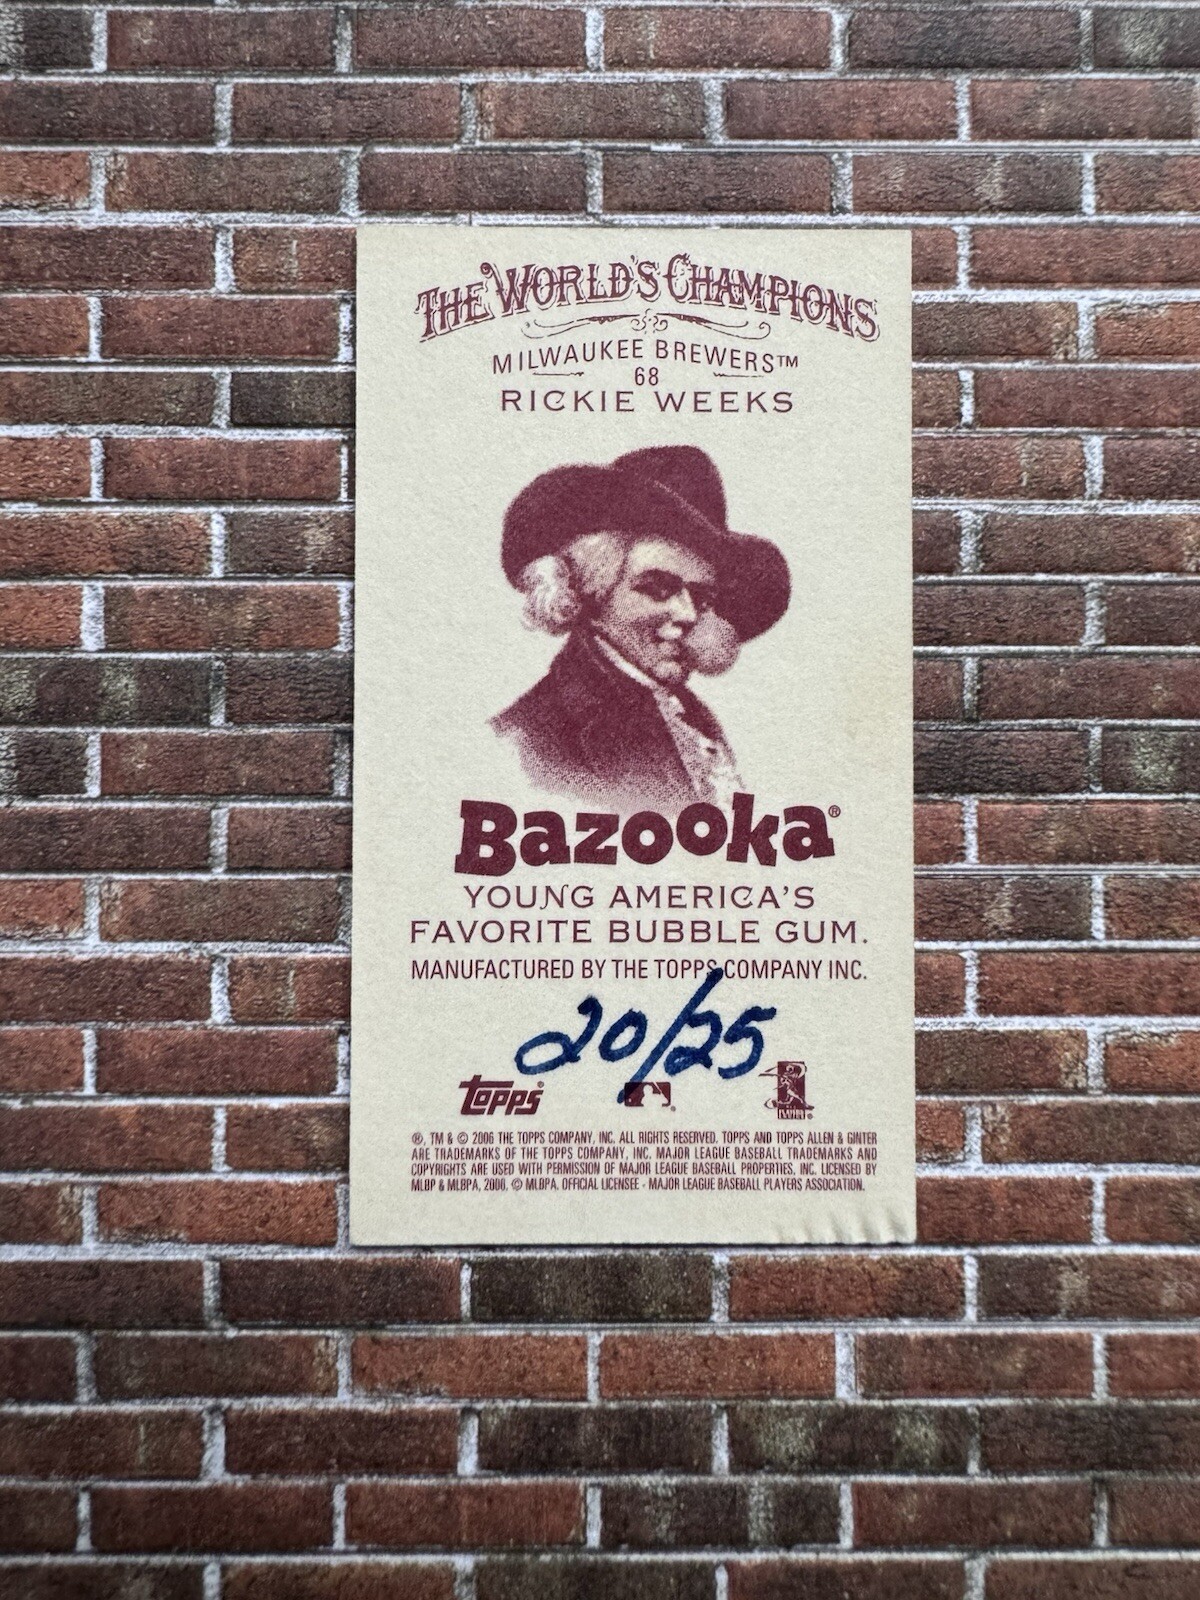 THE WORLD'S CHAMPIONS
MILWAUKEE BREWERS™
68
RICKIE WEEKS
Bazooka®
YOUNG AMERICA'S
FAVORITE BUBBLE GUM.
MANUFACTURED BY THE TOPPS COMPANY INC.
20/25
TOPPS®
®, TM & © 2006 THE TOPPS COMPANY, INC. ALL RIGHTS RESERVED. TOPPS AND TOPPS ALLEN & GINTER
ARE TRADEMARKS OF THE TOPPS COMPANY, INC. MAJOR LEAGUE BASEBALL TRADEMARKS AND
COPYRIGHTS ARE USED WITH PERMISSION OF MAJOR LEAGUE BASEBALL PROPERTIES, INC. LICENSED BY
MLBP & MLBPA, 2006. © MLBPA. OFFICIAL LICENSEE - MAJOR LEAGUE BASEBALL PLAYERS ASSOCIATION.